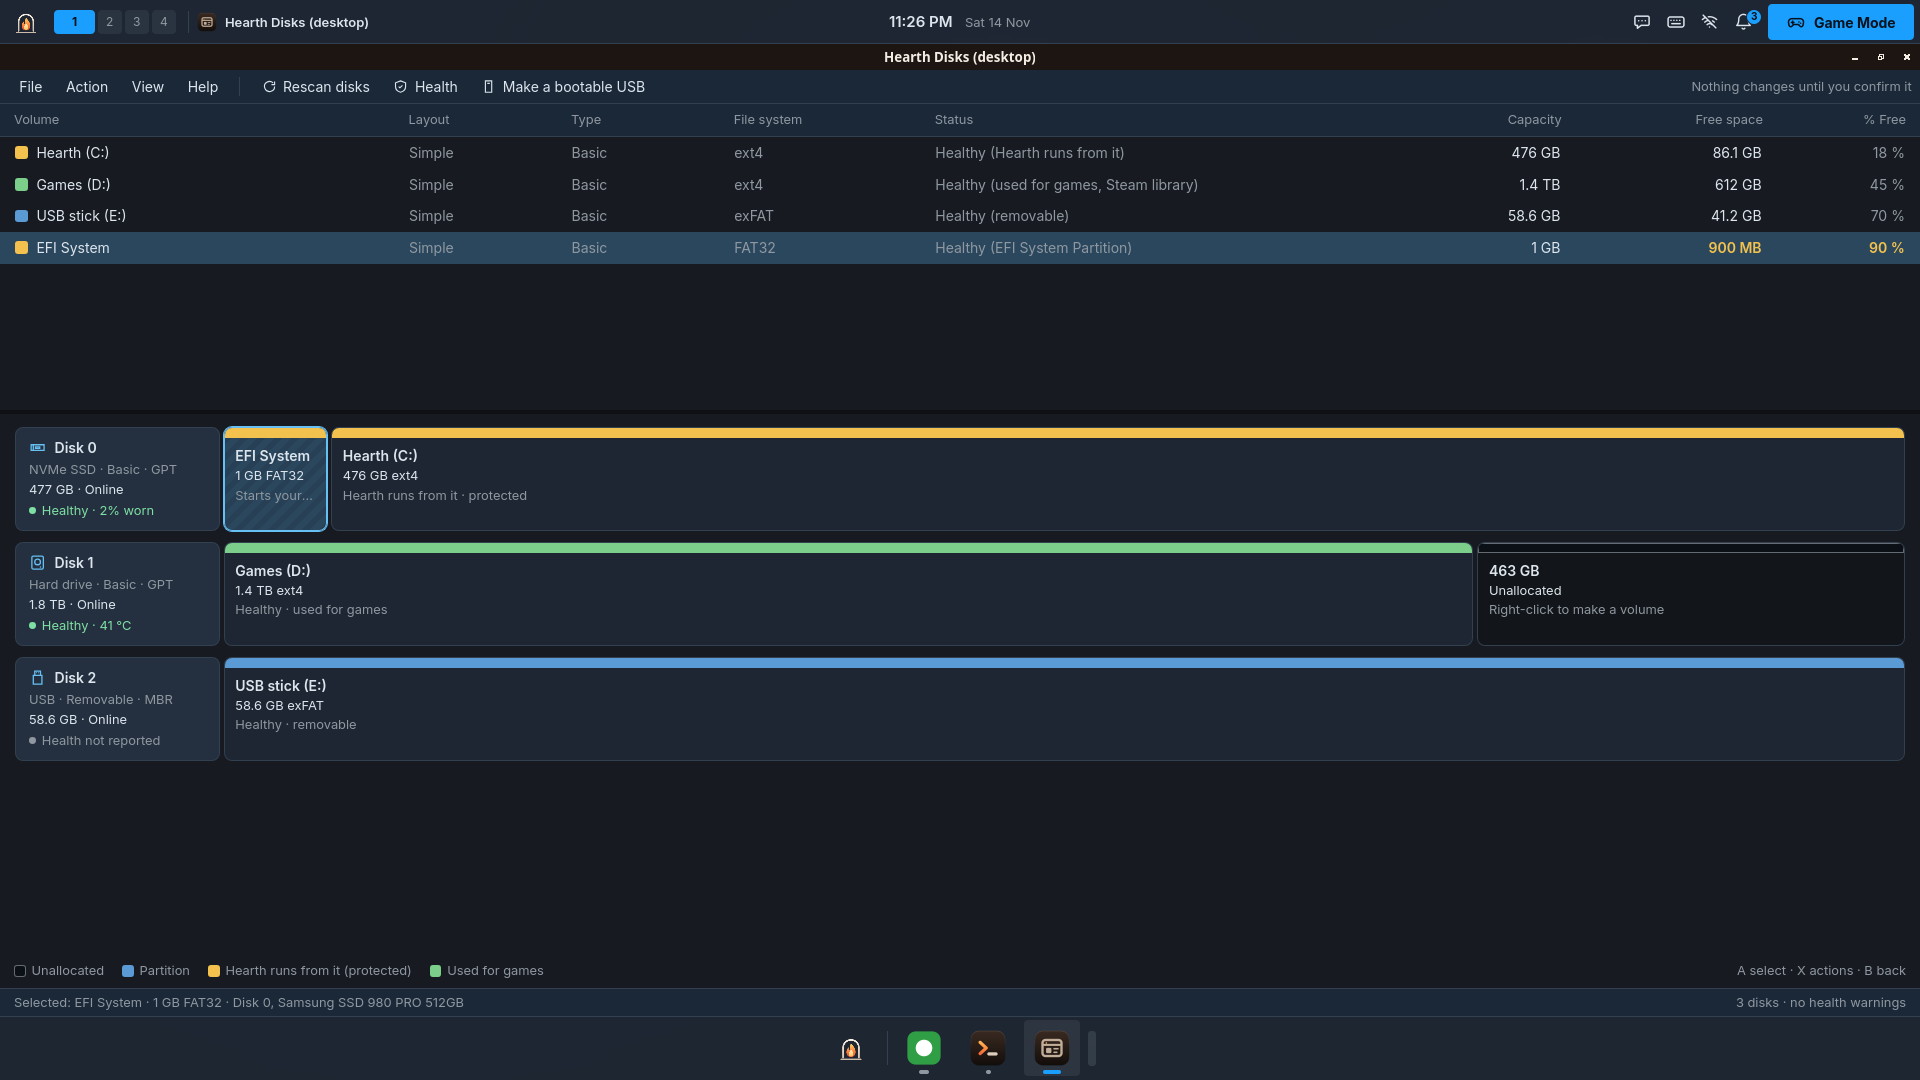 1 2 3 4 Hearth Disks (desktop) 11:26 PM Sat 14 Nov 3 Game Mode
Hearth Disks (desktop)
File Action View Help Rescan disks Health Make a bootable USB Nothing changes until you confirm it
Volume Layout Type File system Status Capacity Free space % Free
Hearth (C:) Simple Basic ext4 Healthy (Hearth runs from it) 476 GB 86.1 GB 18 %
Games (D:) Simple Basic ext4 Healthy (used for games, Steam library) 1.4 TB 612 GB 45 %
USB stick (E:) Simple Basic exFAT Healthy (removable) 58.6 GB 41.2 GB 70 %
EFI System Simple Basic FAT32 Healthy (EFI System Partition) 1 GB 900 MB 90 %
Disk 0
NVMe SSD · Basic · GPT
477 GB · Online
Healthy · 2% worn
EFI System
1 GB FAT32
Starts your...
Hearth (C:)
476 GB ext4
Hearth runs from it · protected
Disk 1
Hard drive · Basic · GPT
1.8 TB · Online
Healthy · 41 °C
Games (D:)
1.4 TB ext4
Healthy · used for games
463 GB
Unallocated
Right-click to make a volume
Disk 2
USB · Removable · MBR
58.6 GB · Online
Health not reported
USB stick (E:)
58.6 GB exFAT
Healthy · removable
Unallocated Partition Hearth runs from it (protected) Used for games A select · X actions · B back
Selected: EFI System · 1 GB FAT32 · Disk 0, Samsung SSD 980 PRO 512GB 3 disks · no health warnings